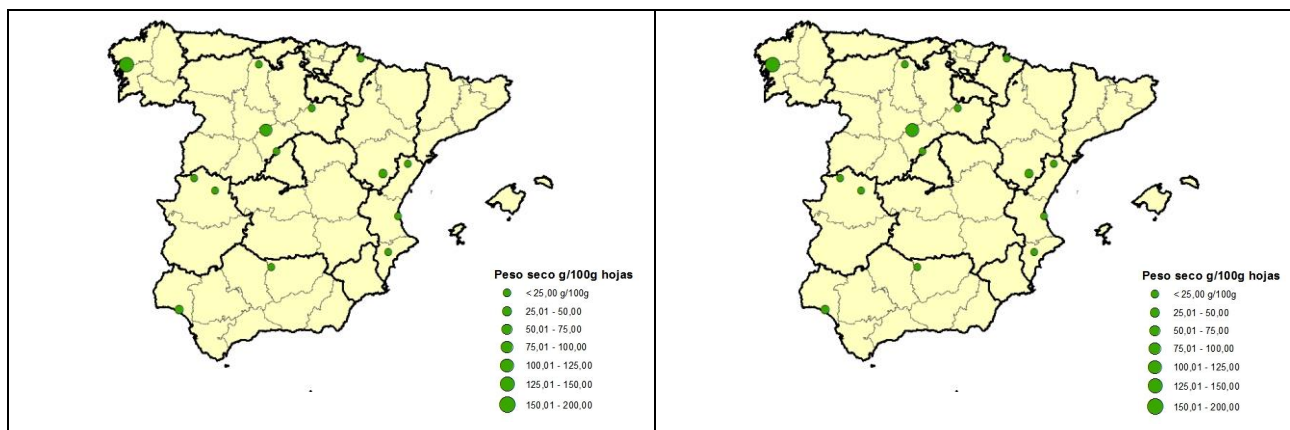 Peso seco g/100g hojas
< 25,00 g/100g
25,01 - 50,00
50,01 - 75,00
75,01 - 100,00
100,01 - 125,00
125,01 - 150,00
150,01 - 200,00
Peso seco g/100g hojas
< 25,00 g/100g
25,01 - 50,00
50,01 - 75,00
75,01 - 100,00
100,01 - 125,00
125,01 - 150,00
150,01 - 200,00